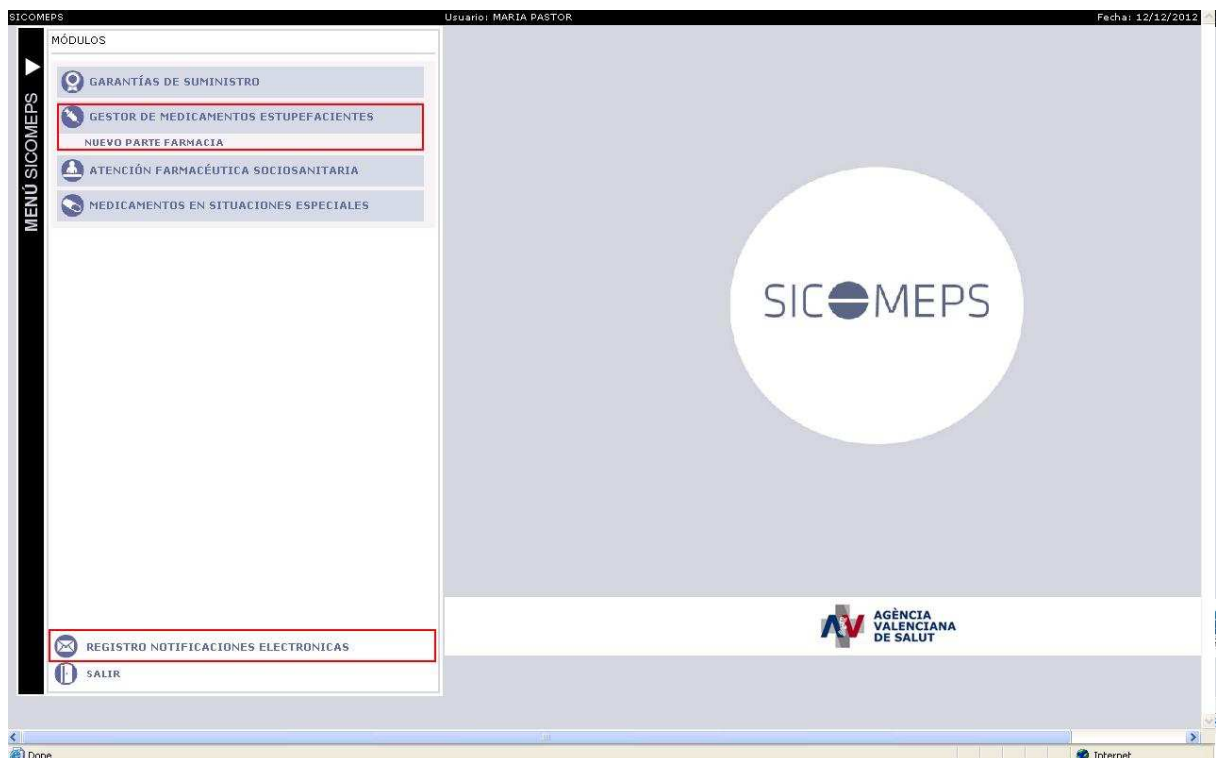 SICOMEPS
Usuario: MARIA PASTOR
Fecha: 12/12/2012
MENÚ SICOMEPS
MÓDULOS
GARANTÍAS DE SUMINISTRO
GESTOR DE MEDICAMENTOS ESTUPEFACIENTES
NUEVO PARTE FARMACIA
ATENCIÓN FARMACÉUTICA SOCIOSANITARIA
MEDICAMENTOS EN SITUACIONES ESPECIALES
SICOMEPS
AGÈNCIA
VALENCIANA
DE SALUT
REGISTRO NOTIFICACIONES ELECTRONICAS
SALIR
Done
Internet